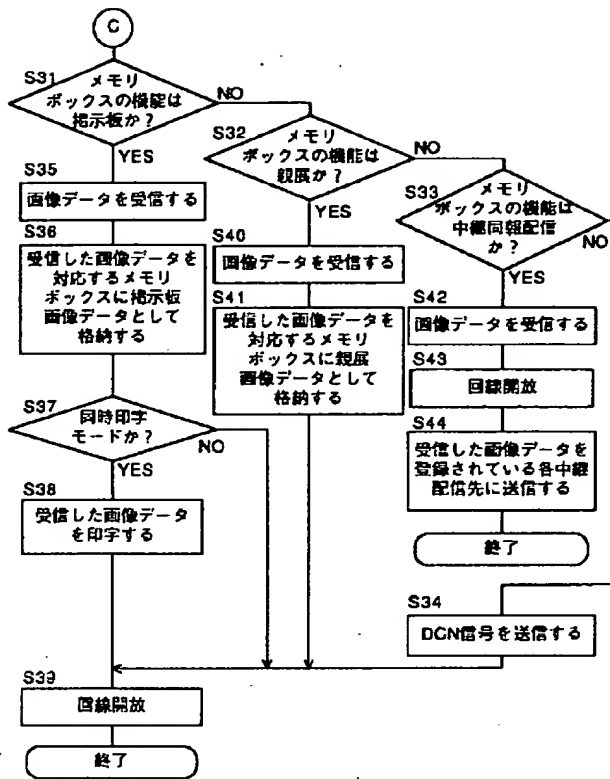 C
S31
メモリ
ボックスの機能は
掲示板か?
NO
YES
S32
メモリ
ボックスの機能は
親展か?
NO
YES
S33
メモリ
ボックスの機能は
中継同報配信
か?
NO
YES
S35
画像データを受信する
S36
受信した画像データを
対応するメモリ
ボックスに掲示板
画像データとして
格納する
S37
同時印字
モードか?
NO
YES
S38
受信した画像データ
を印字する
S40
画像データを受信する
S41
受信した画像データを
対応するメモリ
ボックスに親展
画像データとして
格納する
S42
画像データを受信する
S43
回線開放
S44
受信した画像データを
登録されている各中継
配信先に送信する
終了
S34
DCN信号を送信する
S39
回線開放
終了